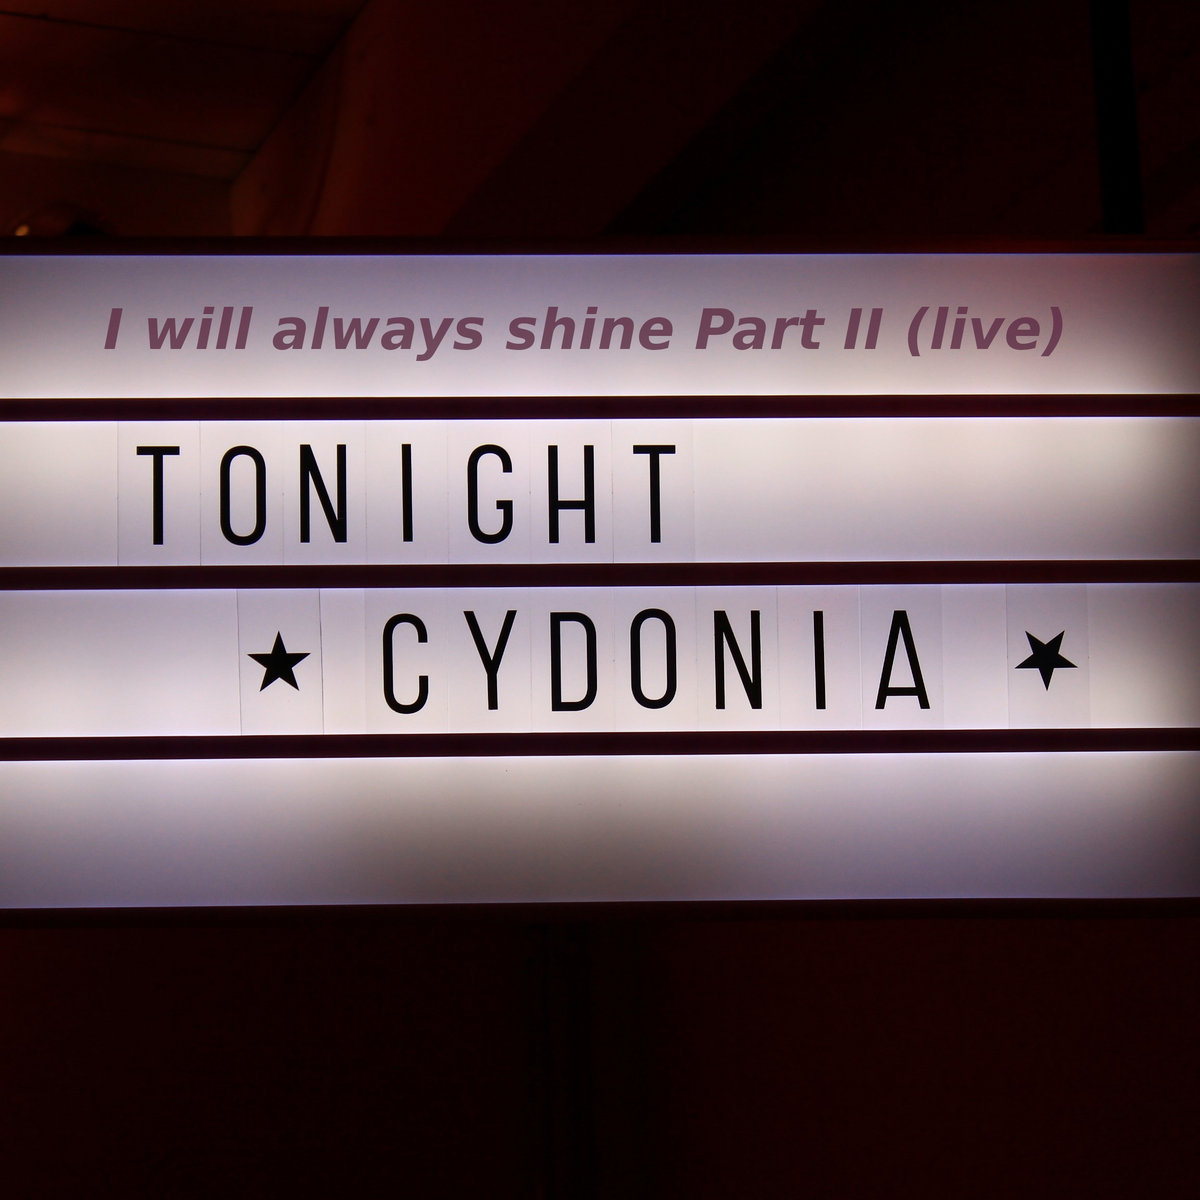 I will always shine Part II (live)
TONIGHT
★ CYDONIA ★